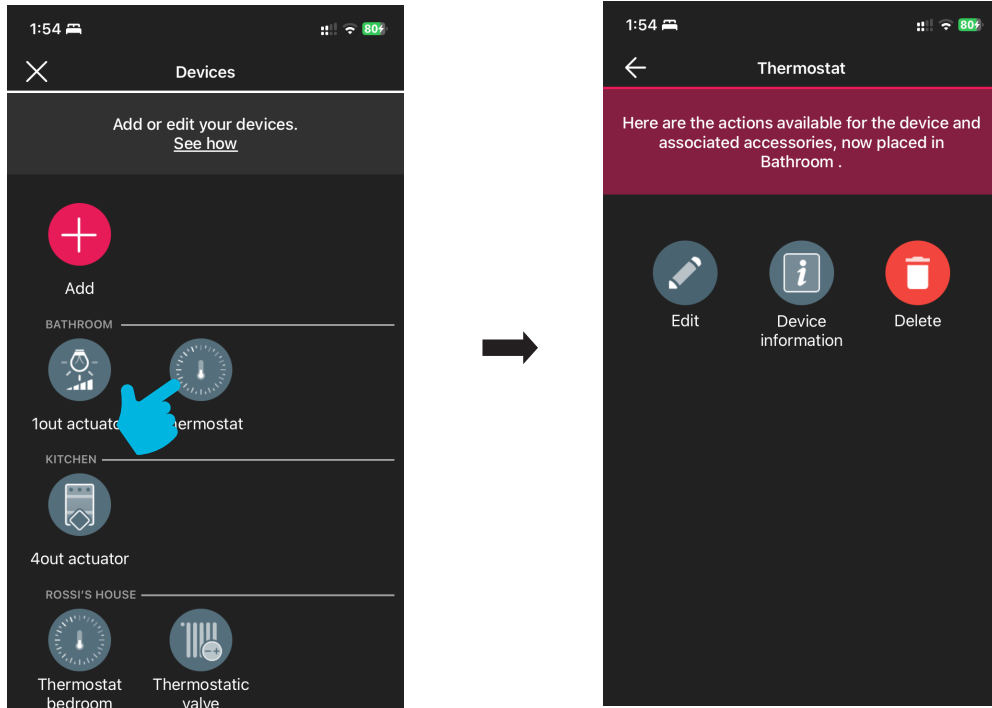 1:54
80
Devices
Add or edit your devices.
See how
Add
BATHROOM
1out actuato
ermostat
KITCHEN
4out actuator
ROSSI'S HOUSE
Thermostat
bedroom
Thermostatic
valve
1:54
80
Thermostat
Here are the actions available for the device and
associated accessories, now placed in
Bathroom .
Edit
Device
information
Delete